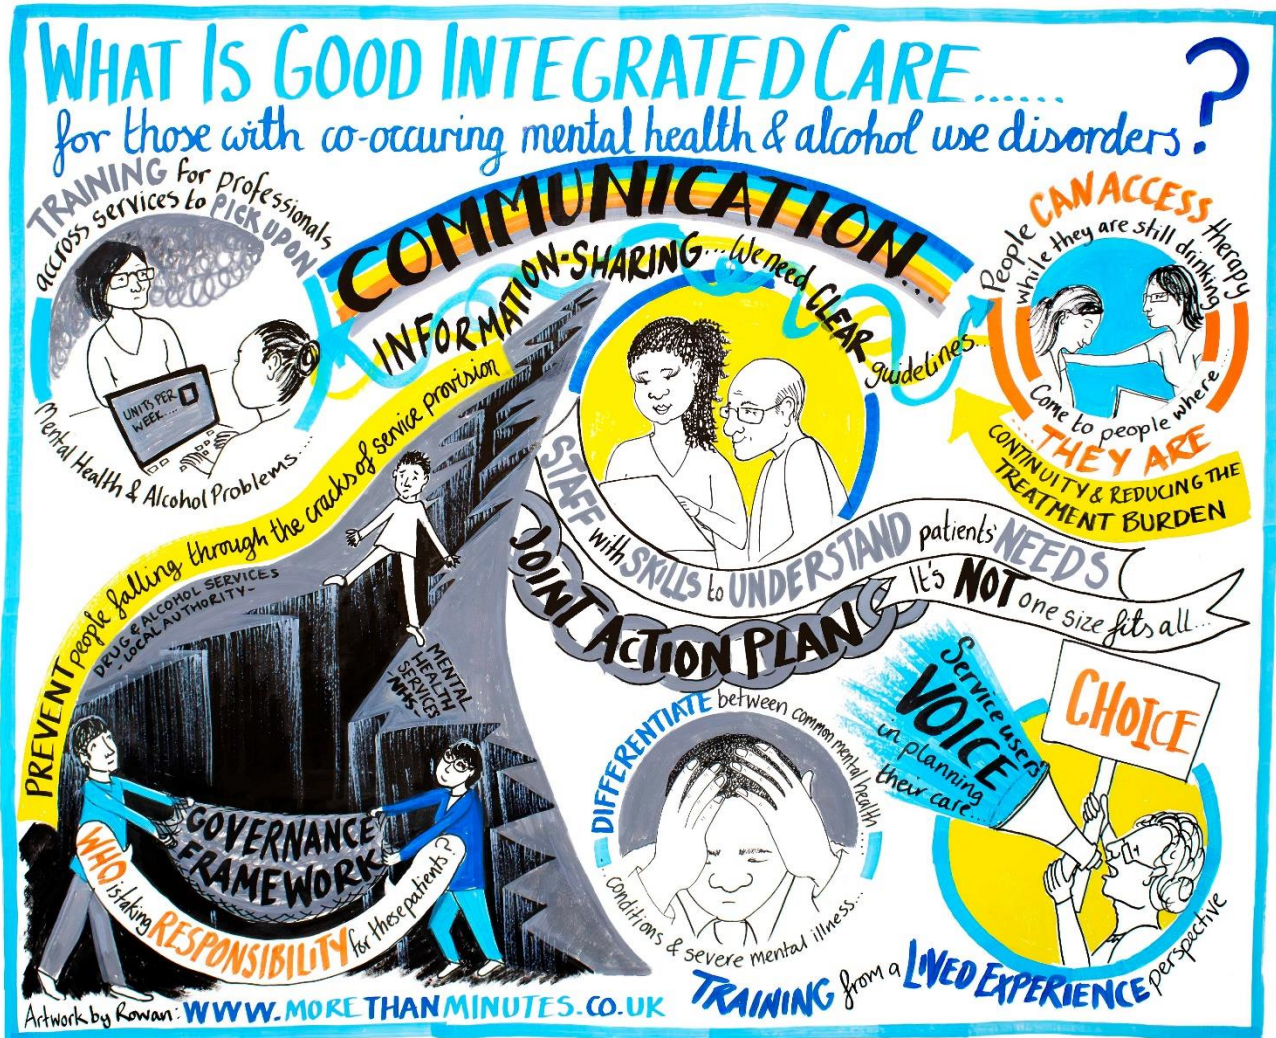 WHAT IS GOOD INTEGRATED CARE...... ?
for those with co-occuring mental health & alcohol use disorders
TRAINING for professionals
accross services to PICK UP ON
Mental Health & Alcohol Problems...
UNITS PER
WEEK....
COMMUNICATION...
INFORMATION-SHARING...We need CLEAR guidelines...
People CAN ACCESS therapy
while they are still drinking
Come to people where...
...THEY ARE
CONTINUITY & REDUCING THE
TREATMENT BURDEN
STAFF with SKILLS to UNDERSTAND patients' NEEDS
It's NOT one size fits all...
JOINT ACTION PLAN
PREVENT people falling through the cracks of service provision
DRUG & ALCOHOL SERVICES
- LOCAL AUTHORITY -
MENTAL
HEALTH
SERVICES
-NHS-
GOVERNANCE
FRAMEWORK
WHO is taking RESPONSIBILITY for these patients?
DIFFERENTIATE between common mental health...
...conditions & severe mental illness...
Service users'
VOICE
in planning
their care...
CHOICE
TRAINING from a LIVED EXPERIENCE perspective
Artwork by Rowan: WWW.MORETHANMINUTES.CO.UK